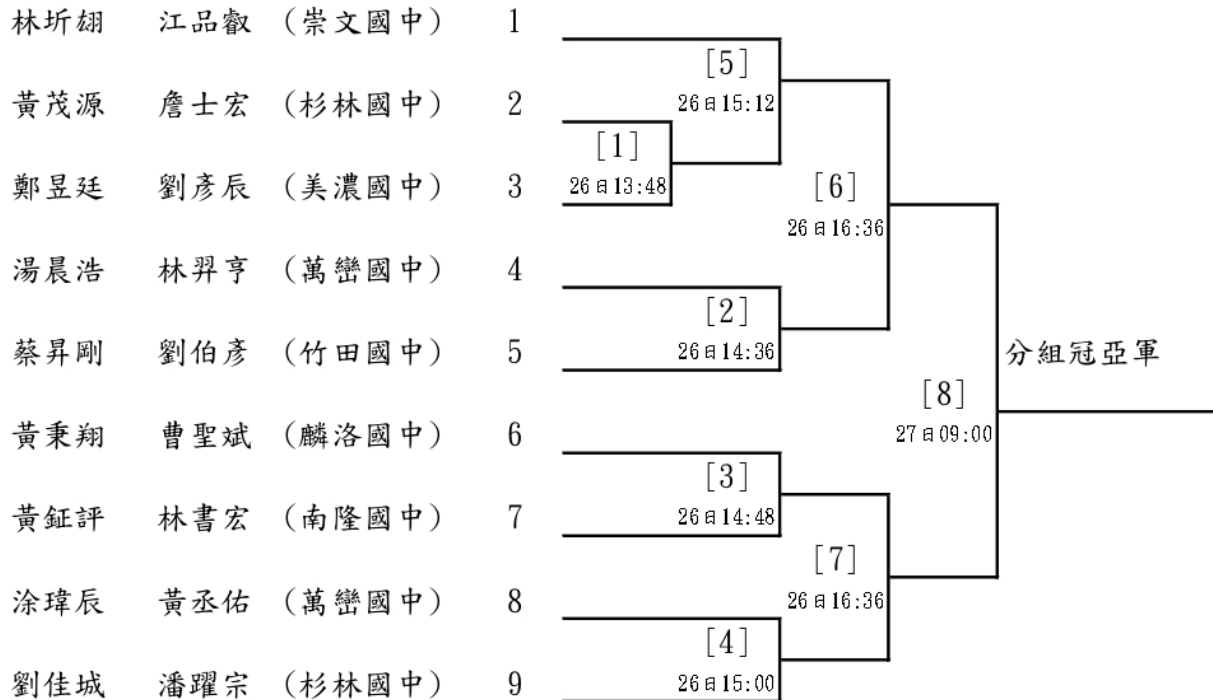 林圻翃 江品叡 （崇文國中） 1
[5]
26日15:12
黃茂源 詹士宏 （杉林國中） 2
[1]
26日13:48
鄭昱廷 劉彥辰 （美濃國中） 3
[6]
26日16:36
湯晨浩 林羿亨 （萬巒國中） 4
[2]
26日14:36
蔡昇剛 劉伯彥 （竹田國中） 5
分組冠亞軍
[8]
27日09:00
黃秉翔 曹聖斌 （麟洛國中） 6
[3]
26日14:48
黃鉦評 林書宏 （南隆國中） 7
[7]
26日16:36
涂瑋辰 黃丞佑 （萬巒國中） 8
[4]
26日15:00
劉佳城 潘躍宗 （杉林國中） 9